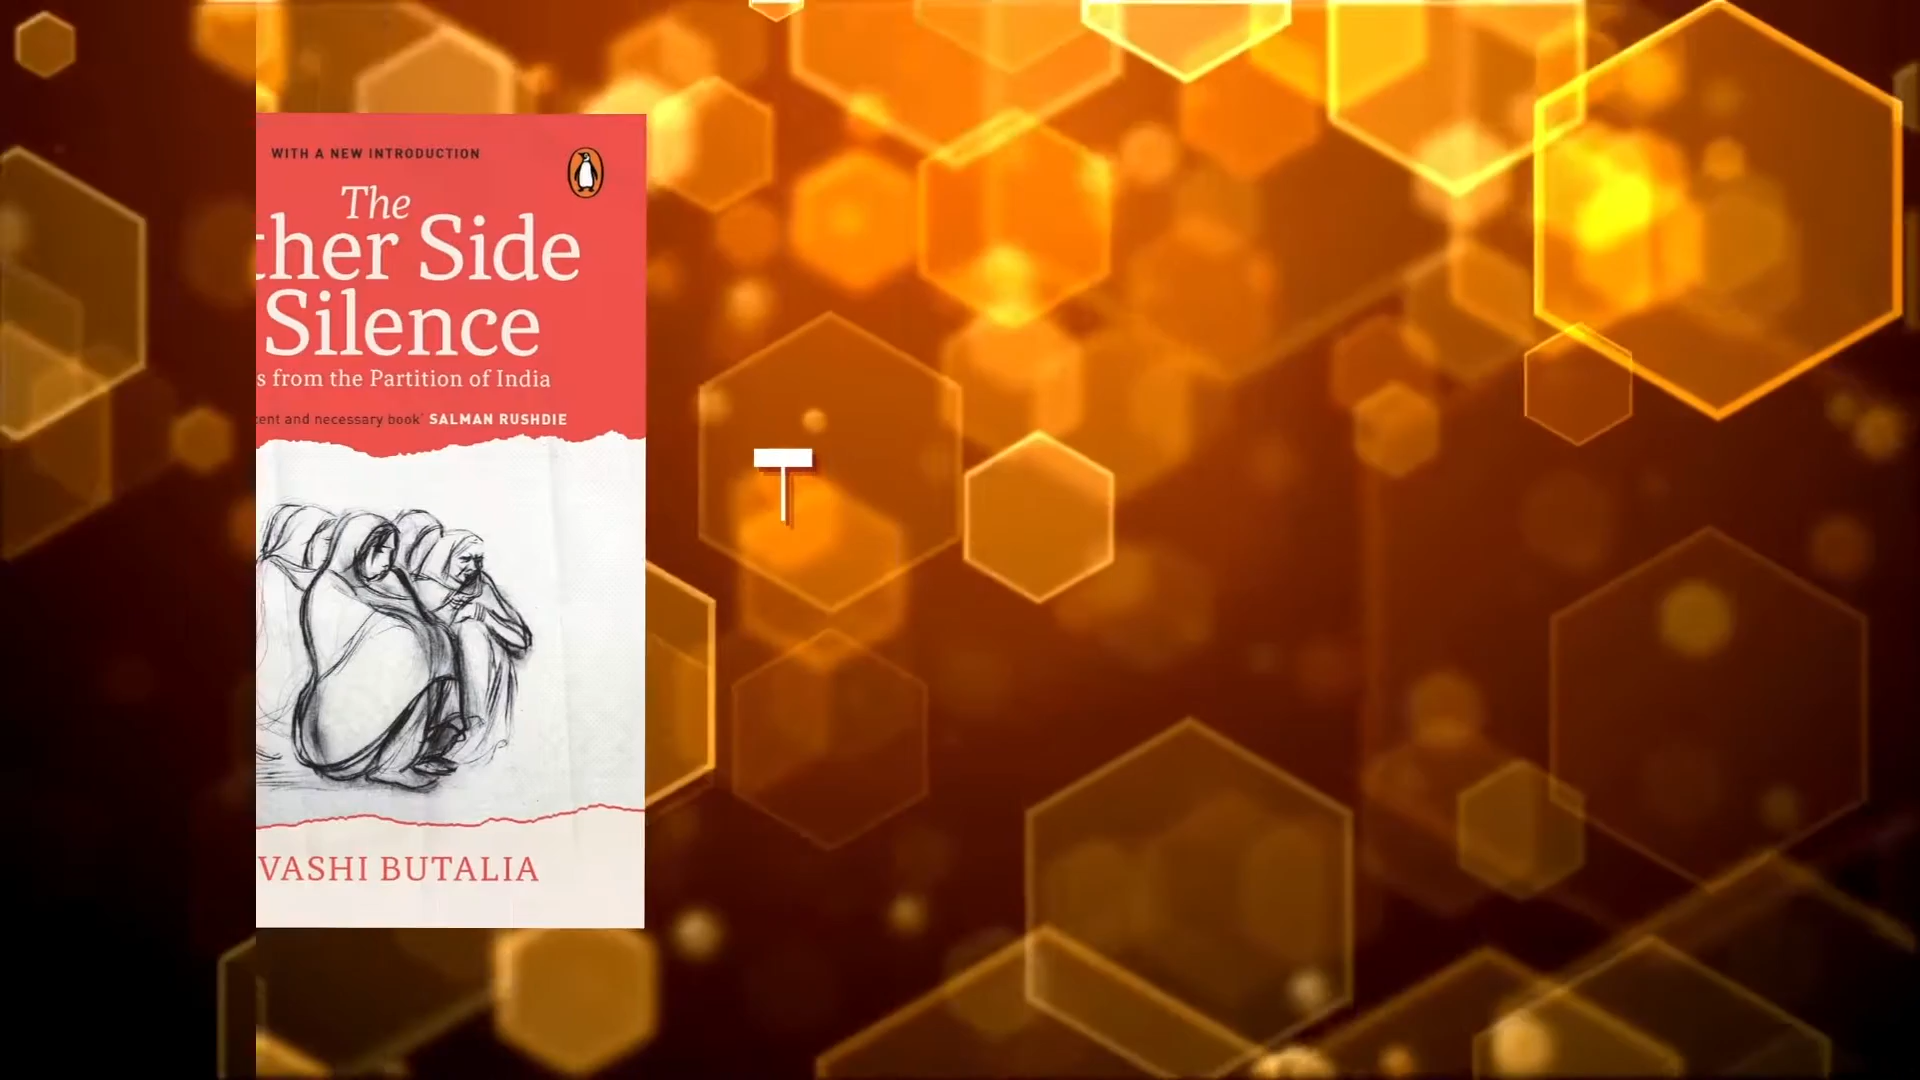 WITH A NEW INTRODUCTION
The
ther Side
Silence
s from the Partition of India
ent and necessary book' SALMAN RUSHDIE
VASHI BUTALIA
T